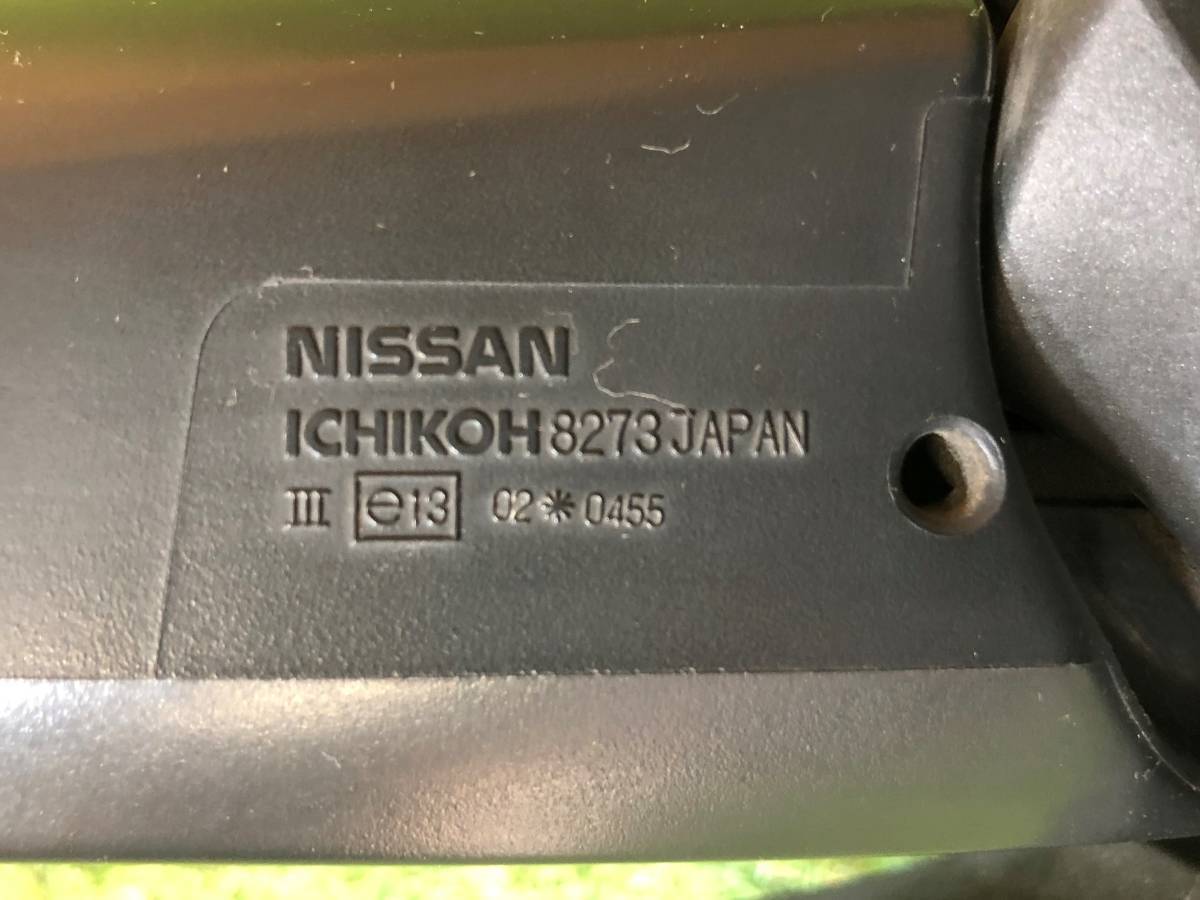 NISSAN
ICHIKOH 8273 JAPAN
III e13 02*0455